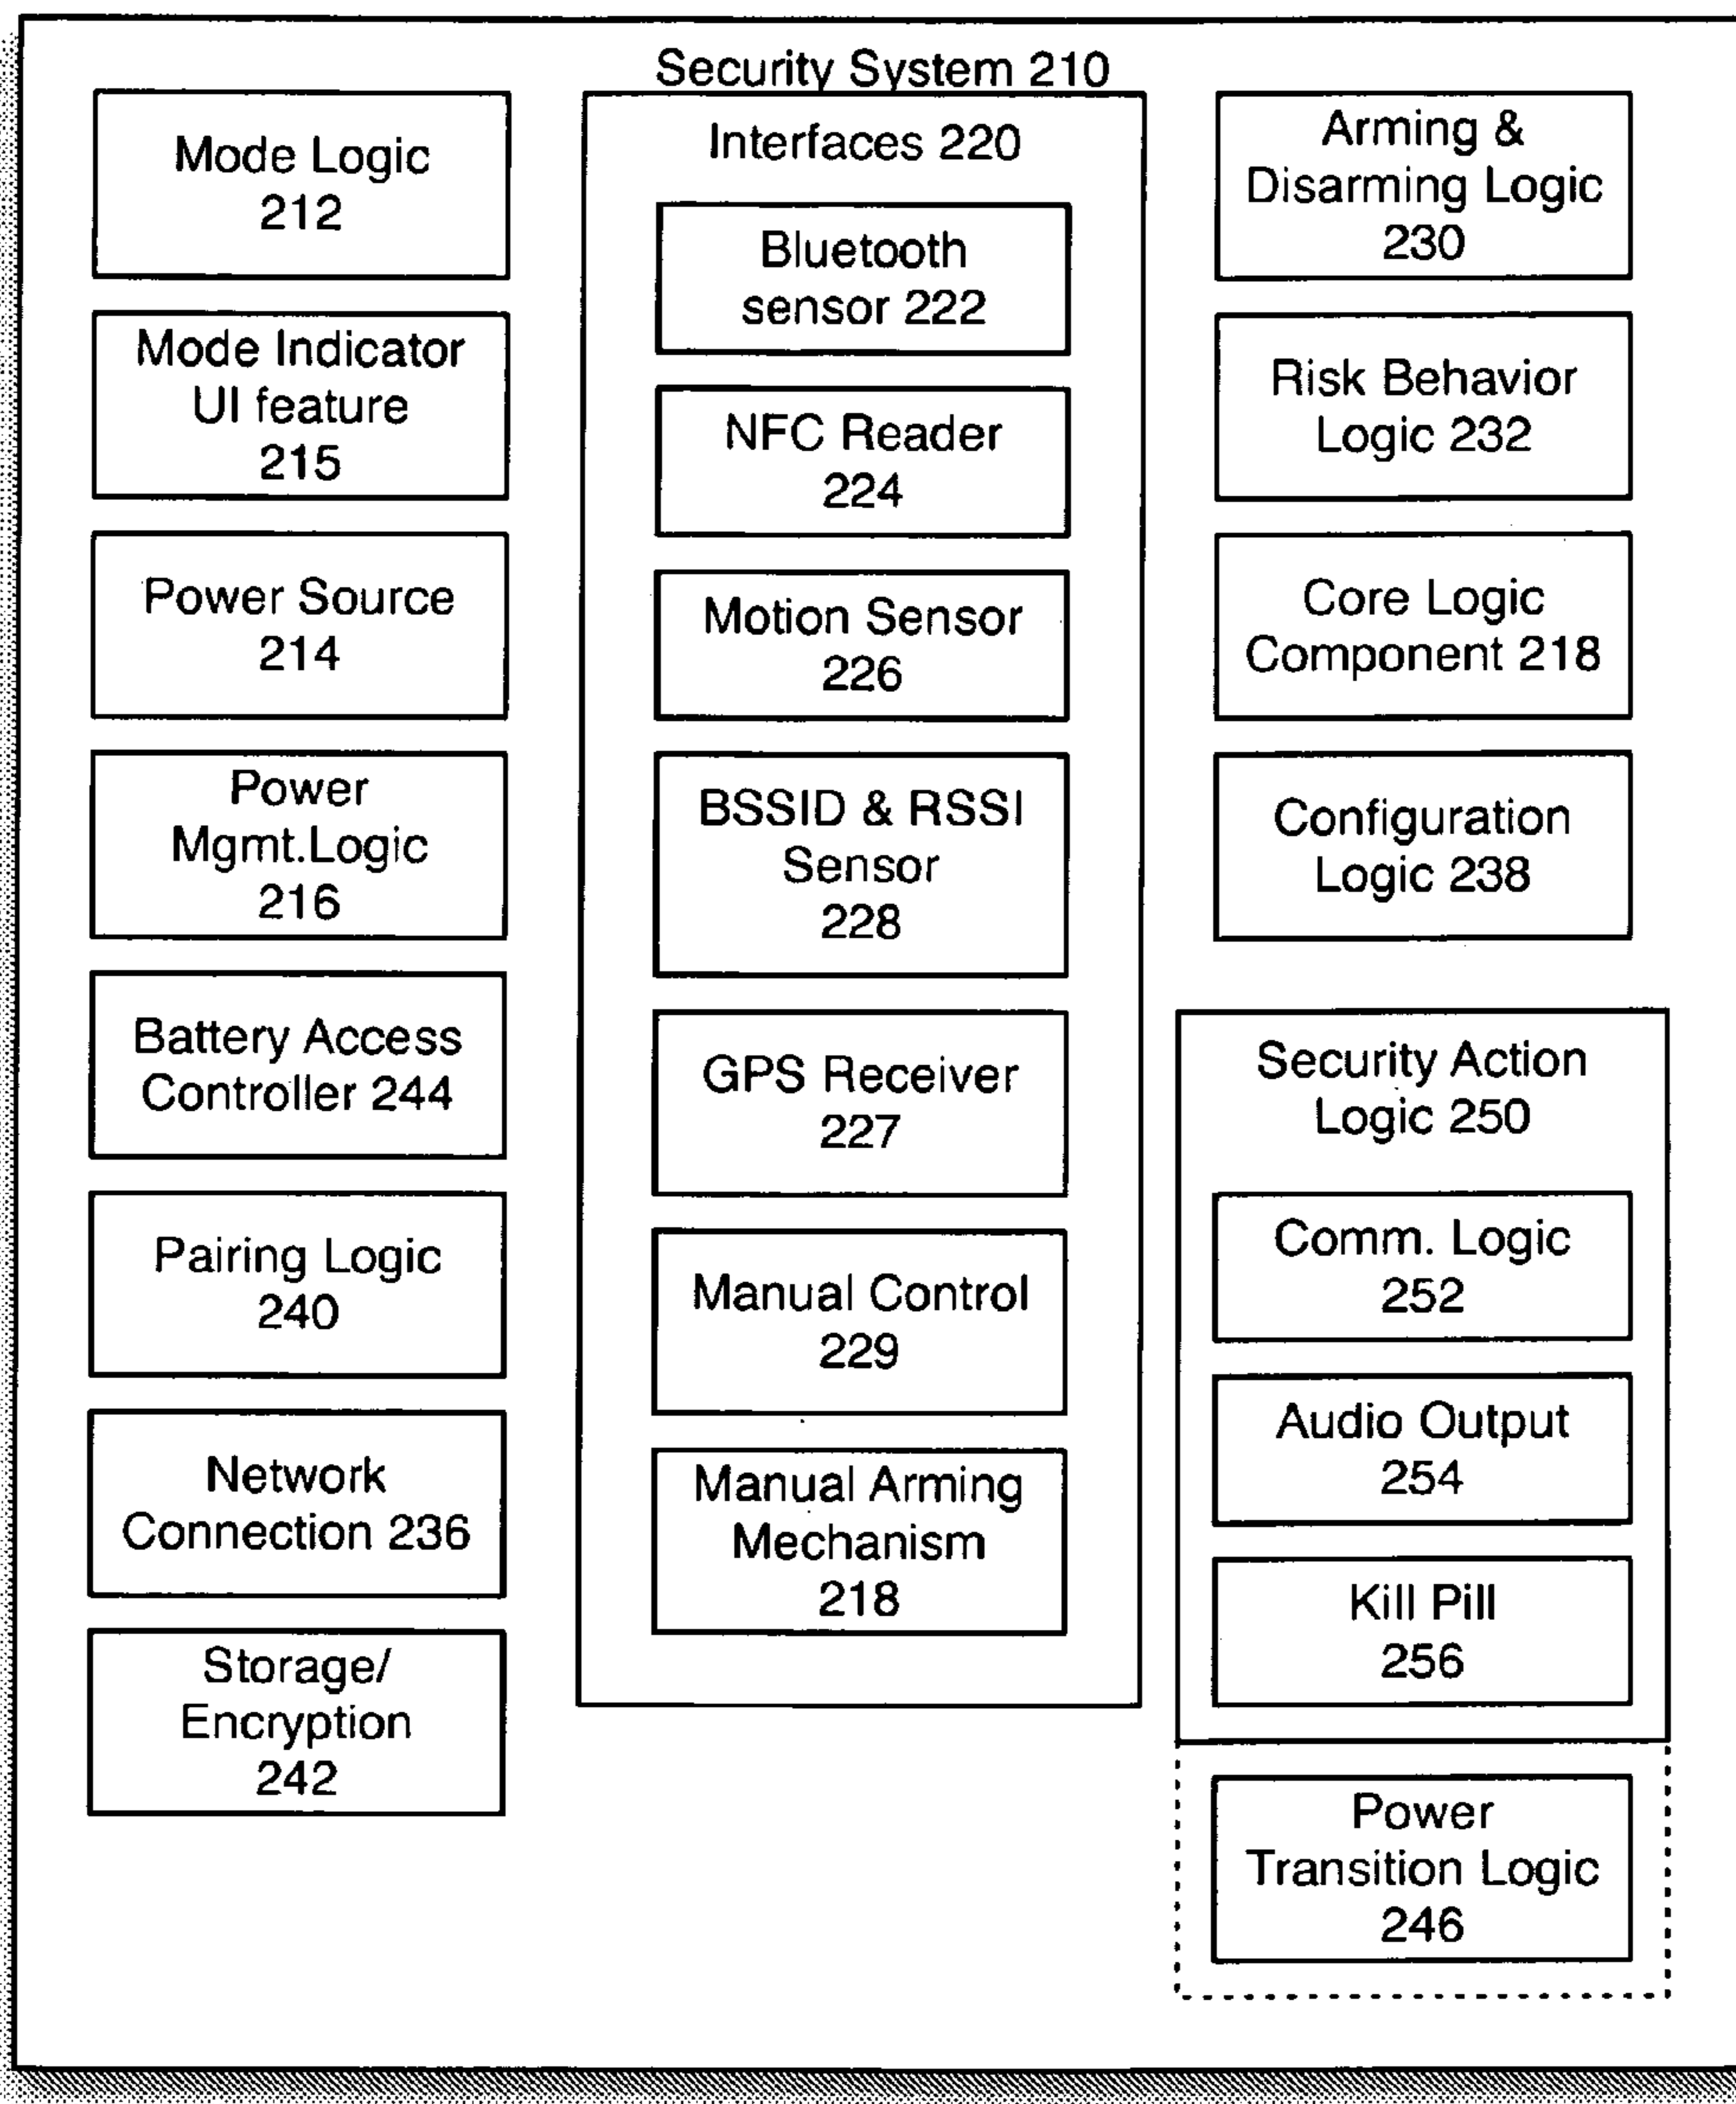 Security System 210
Mode Logic
212
Mode Indicator
UI feature
215
Power Source
214
Power
Mgmt.Logic
216
Battery Access
Controller 244
Pairing Logic
240
Network
Connection 236
Storage/
Encryption
242
Interfaces 220
Bluetooth
sensor 222
NFC Reader
224
Motion Sensor
226
BSSID & RSSI
Sensor
228
GPS Receiver
227
Manual Control
229
Manual Arming
Mechanism
218
Arming &
Disarming Logic
230
Risk Behavior
Logic 232
Core Logic
Component 218
Configuration
Logic 238
Security Action
Logic 250
Comm. Logic
252
Audio Output
254
Kill Pill
256
Power
Transition Logic
246